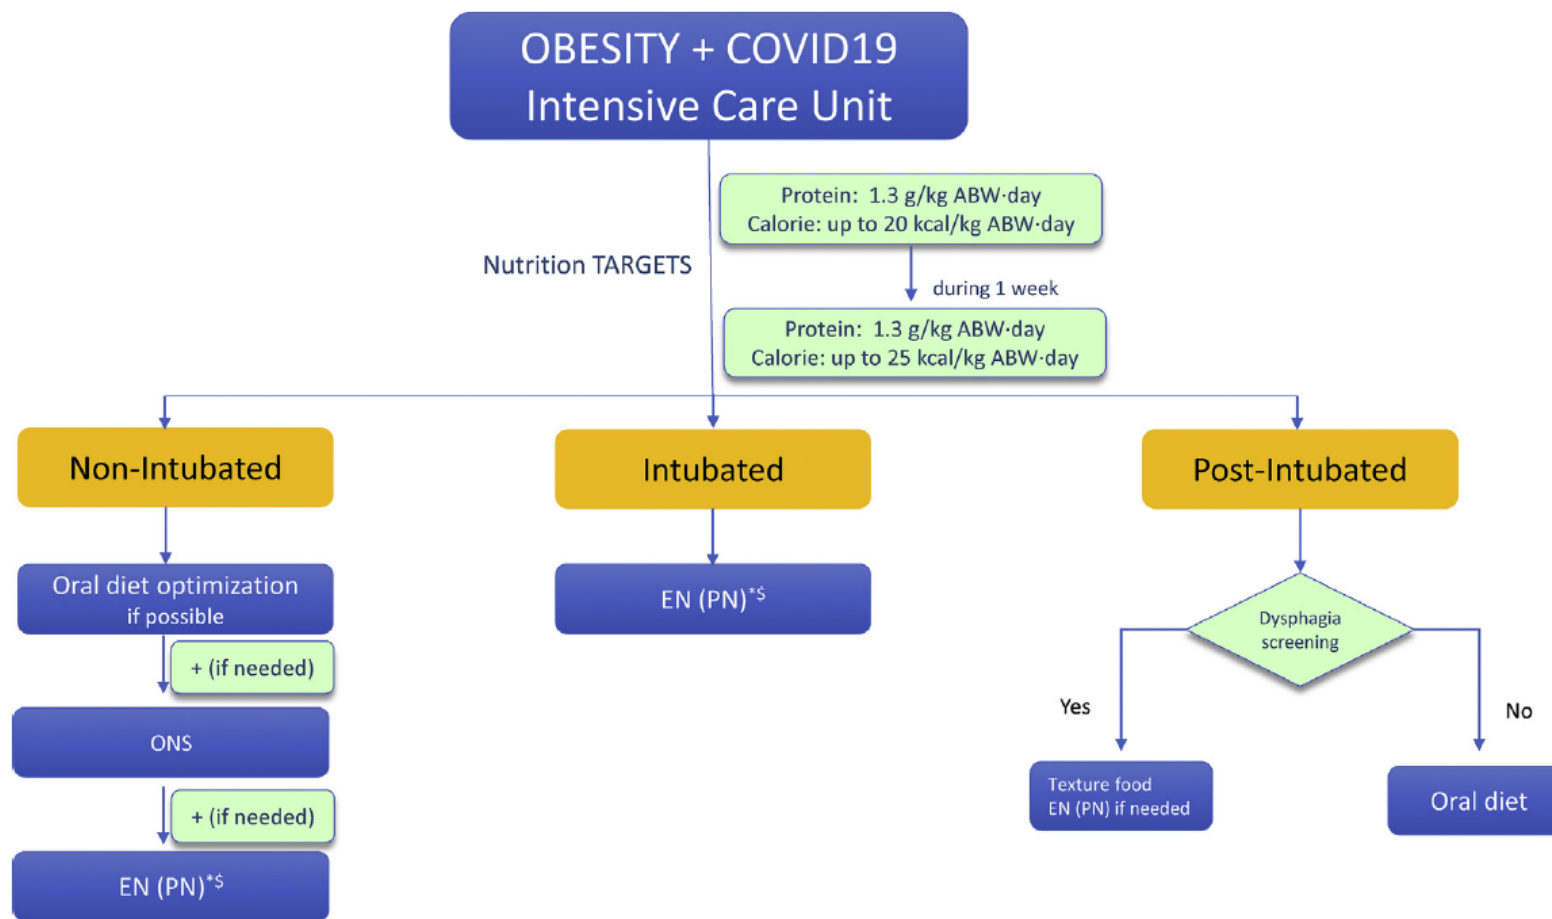 OBESITY + COVID19
Intensive Care Unit
Protein: 1.3 g/kg ABW·day
Calorie: up to 20 kcal/kg ABW·day
Nutrition TARGETS
during 1 week
Protein: 1.3 g/kg ABW·day
Calorie: up to 25 kcal/kg ABW·day
Non-Intubated
Intubated
Post-Intubated
Oral diet optimization
if possible
EN (PN)*$
Dysphagia
screening
+ (if needed)
Yes
No
ONS
Texture food
EN (PN) if needed
Oral diet
+ (if needed)
EN (PN)*$